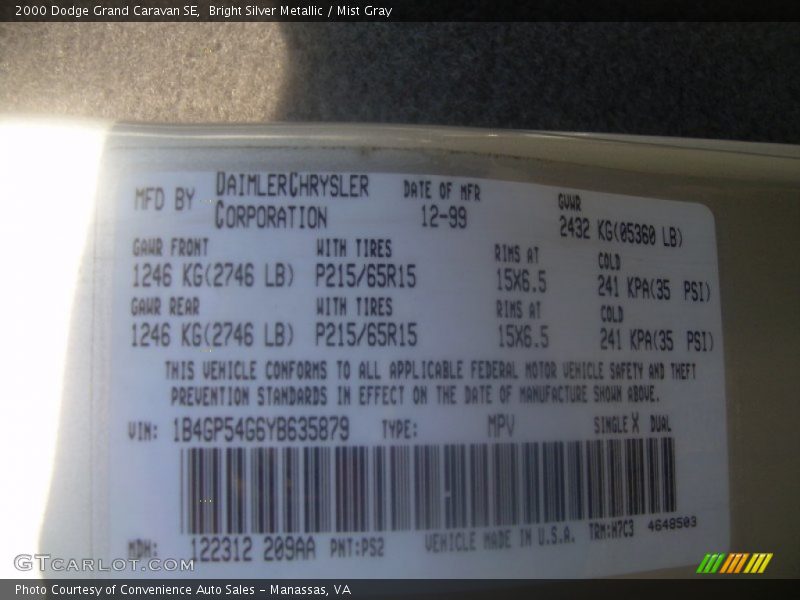 2000 Dodge Grand Caravan SE, Bright Silver Metallic / Mist Gray
MFD BY DAIMLERCHRYSLER CORPORATION
DATE OF MFR 12-99
GVWR 2432 KG(05360 LB)
GAWR FRONT WITH TIRES RIMS AT COLD
1246 KG(2746 LB) P215/65R15 15X6.5 241 KPA(35 PSI)
GAWR REAR WITH TIRES RIMS AT COLD
1246 KG(2746 LB) P215/65R15 15X6.5 241 KPA(35 PSI)
THIS VEHICLE CONFORMS TO ALL APPLICABLE FEDERAL MOTOR VEHICLE SAFETY AND THEFT
PREVENTION STANDARDS IN EFFECT ON THE DATE OF MANUFACTURE SHOWN ABOVE.
VIN: 1B4GP54G6YB635879 TYPE: MPV SINGLE X DUAL
MDH: 122312 209AA PNT:PS2 VEHICLE MADE IN U.S.A. TRM:H7C3 4648503
GTcarlot.com
Photo Courtesy of Convenience Auto Sales - Manassas, VA